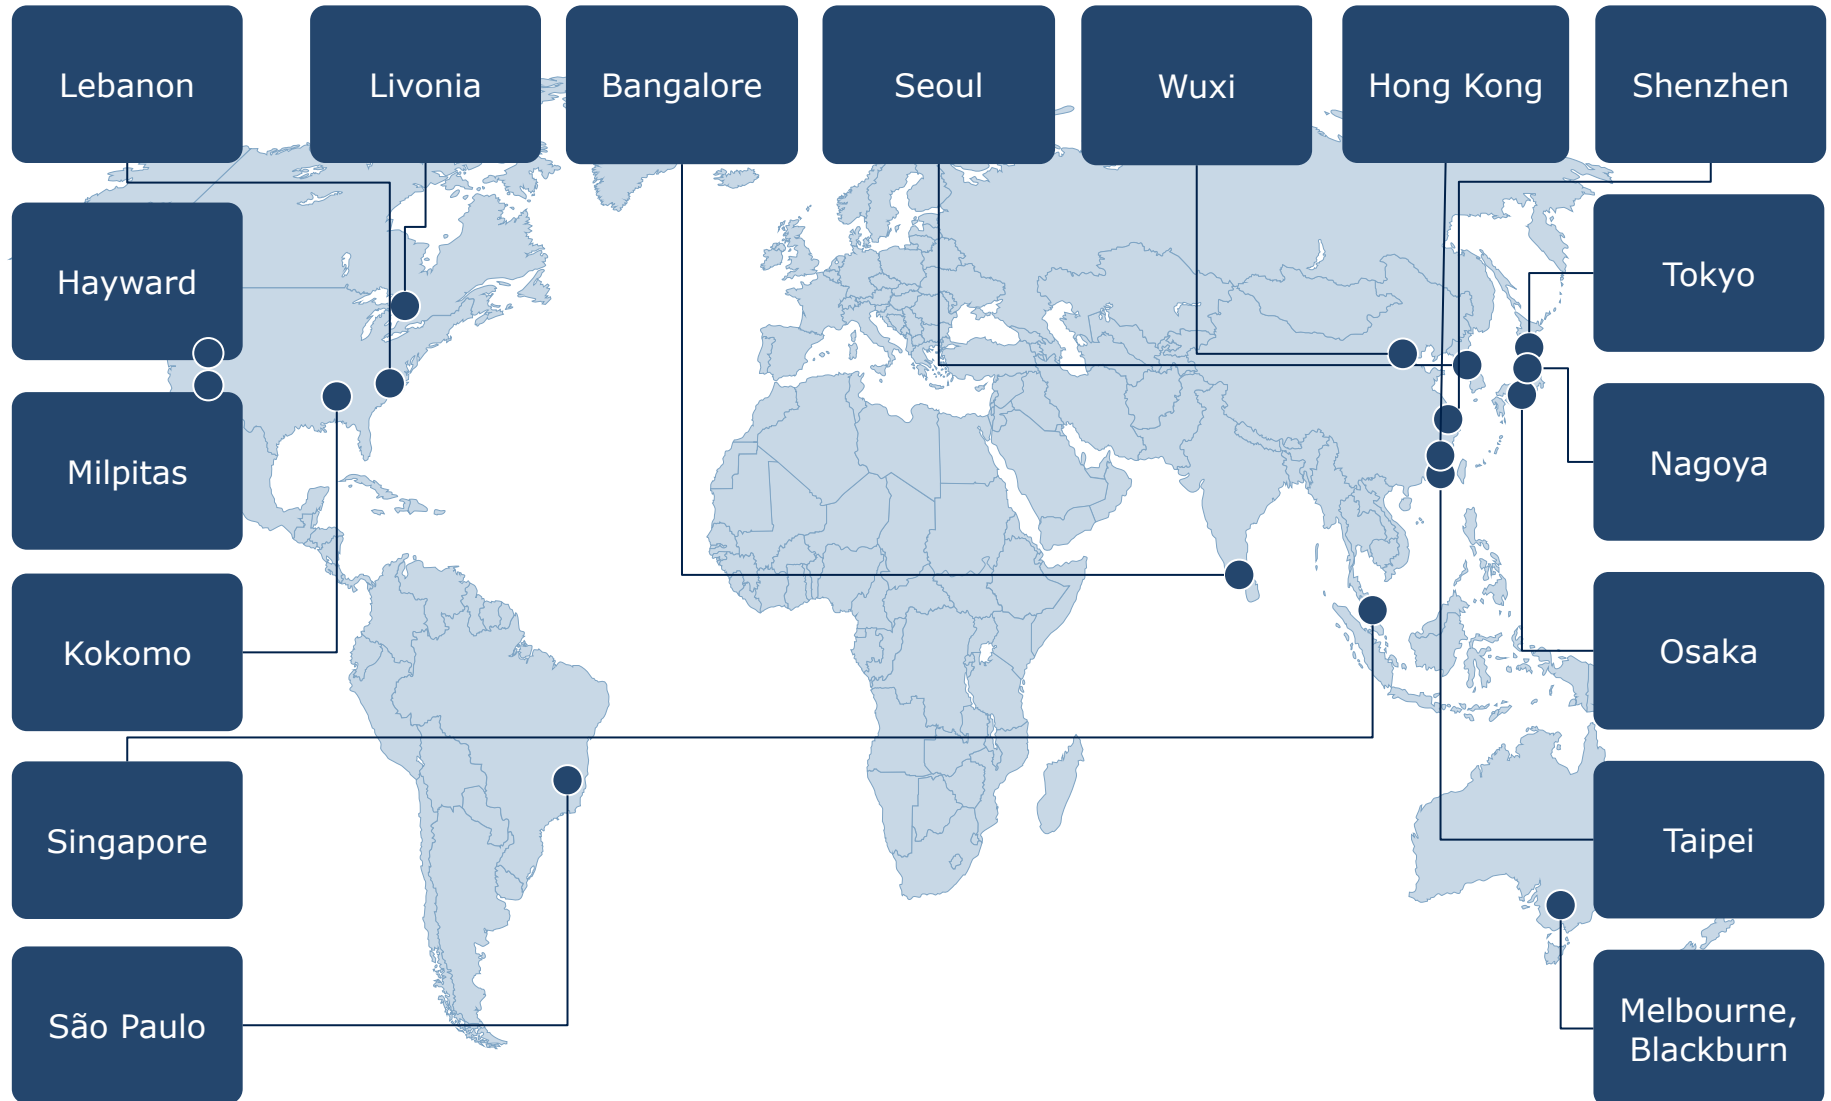 Lebanon
Livonia
Bangalore
Seoul
Wuxi
Hong Kong
Shenzhen
Hayward
Tokyo
Milpitas
Nagoya
Kokomo
Osaka
Singapore
Taipei
São Paulo
Melbourne,
Blackburn